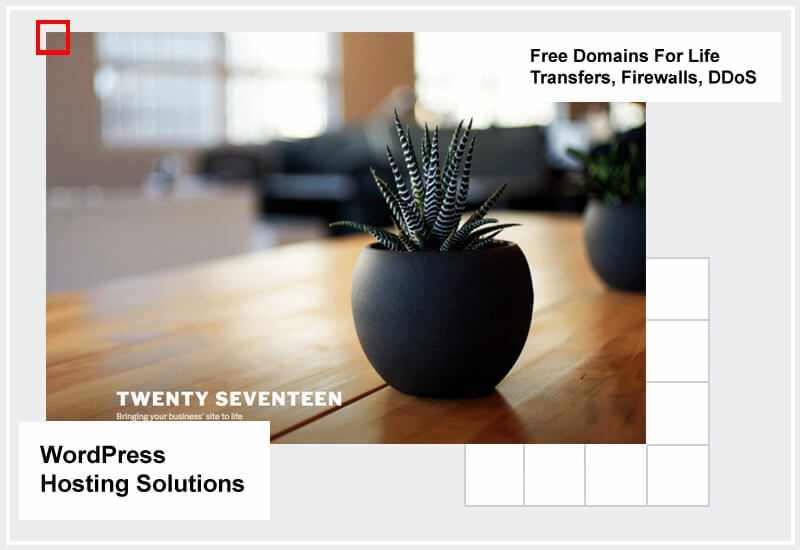 Free Domains For Life
Transfers, Firewalls, DDoS
TWENTY SEVENTEEN
Bringing your business' site to life
WordPress
Hosting Solutions